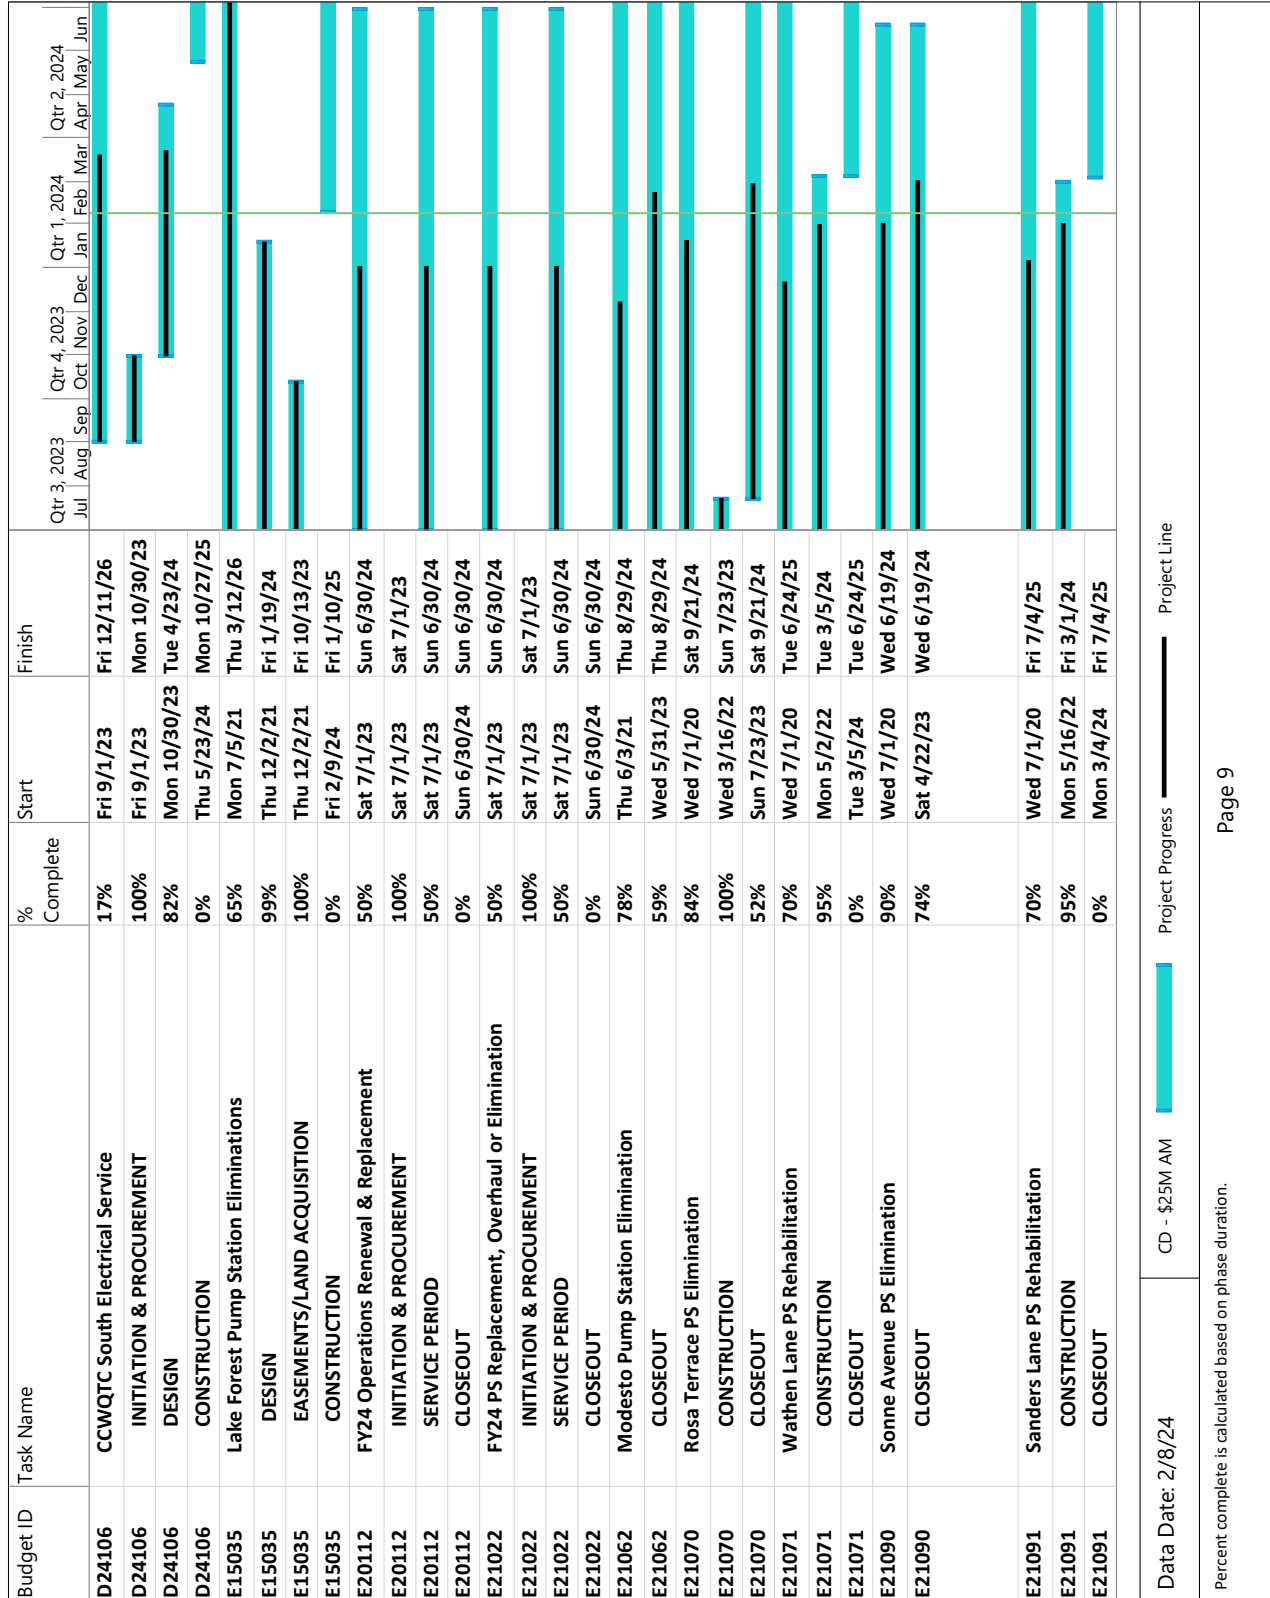 Budget ID Task Name % Complete Start Finish
Qtr 3, 2023 Qtr 4, 2023 Qtr 1, 2024 Qtr 2, 2024
Jul Aug Sep Oct Nov Dec Jan Feb Mar Apr May Jun
D24106 CCWQTC South Electrical Service 17% Fri 9/1/23 Fri 12/11/26
D24106 INITIATION & PROCUREMENT 100% Fri 9/1/23 Mon 10/30/23
D24106 DESIGN 82% Mon 10/30/23 Tue 4/23/24
D24106 CONSTRUCTION 0% Thu 5/23/24 Mon 10/27/25
E15035 Lake Forest Pump Station Eliminations 65% Mon 7/5/21 Thu 3/12/26
E15035 DESIGN 99% Thu 12/2/21 Fri 1/19/24
E15035 EASEMENTS/LAND ACQUISITION 100% Thu 12/2/21 Fri 10/13/23
E15035 CONSTRUCTION 0% Fri 2/9/24 Fri 1/10/25
E20112 FY24 Operations Renewal & Replacement 50% Sat 7/1/23 Sun 6/30/24
E20112 INITIATION & PROCUREMENT 100% Sat 7/1/23 Sat 7/1/23
E20112 SERVICE PERIOD 50% Sat 7/1/23 Sun 6/30/24
E20112 CLOSEOUT 0% Sun 6/30/24 Sun 6/30/24
E21022 FY24 PS Replacement, Overhaul or Elimination 50% Sat 7/1/23 Sun 6/30/24
E21022 INITIATION & PROCUREMENT 100% Sat 7/1/23 Sat 7/1/23
E21022 SERVICE PERIOD 50% Sat 7/1/23 Sun 6/30/24
E21022 CLOSEOUT 0% Sun 6/30/24 Sun 6/30/24
E21062 Modesto Pump Station Elimination 78% Thu 6/3/21 Thu 8/29/24
E21062 CLOSEOUT 59% Wed 5/31/23 Thu 8/29/24
E21070 Rosa Terrace PS Elimination 84% Wed 7/1/20 Sat 9/21/24
E21070 CONSTRUCTION 100% Wed 3/16/22 Sun 7/23/23
E21070 CLOSEOUT 52% Sun 7/23/23 Sat 9/21/24
E21071 Wathen Lane PS Rehabilitation 70% Wed 7/1/20 Tue 6/24/25
E21071 CONSTRUCTION 95% Mon 5/2/22 Tue 3/5/24
E21071 CLOSEOUT 0% Tue 3/5/24 Tue 6/24/25
E21090 Sonne Avenue PS Elimination 90% Wed 7/1/20 Wed 6/19/24
E21090 CLOSEOUT 74% Sat 4/22/23 Wed 6/19/24
E21091 Sanders Lane PS Rehabilitation 70% Wed 7/1/20 Fri 7/4/25
E21091 CONSTRUCTION 95% Mon 5/16/22 Fri 3/1/24
E21091 CLOSEOUT 0% Mon 3/4/24 Fri 7/4/25
Data Date: 2/8/24 CD - $25M AM Project Progress Project Line
Percent complete is calculated based on phase duration.
Page 9